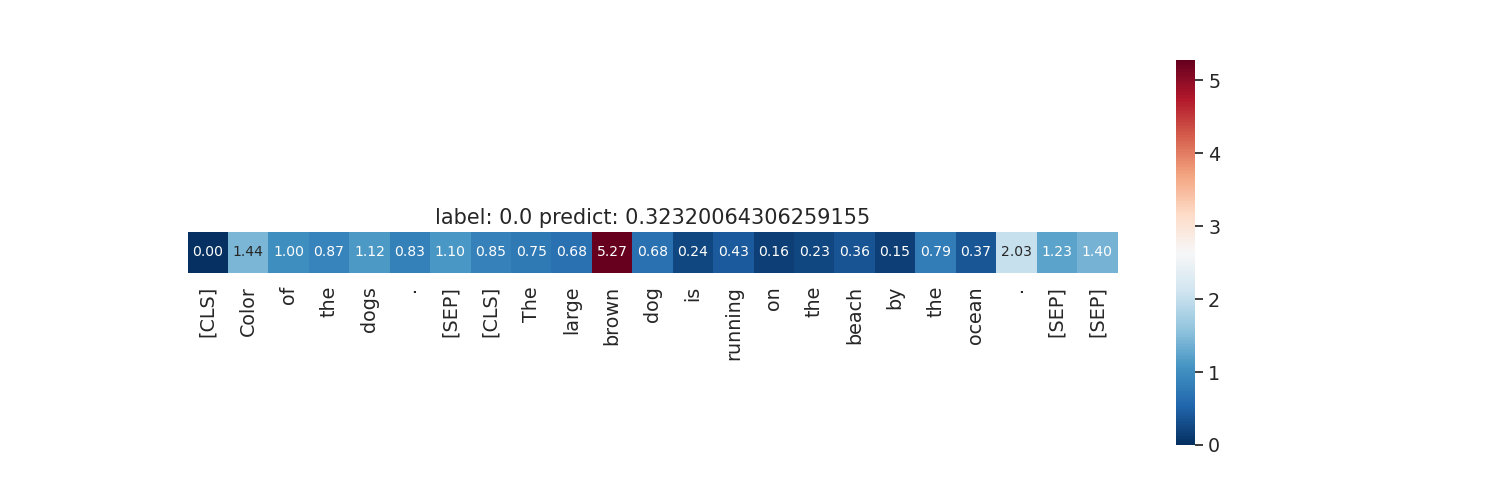 label: 0.0 predict: 0.32320064306259155
0.00 1.44 1.00 0.87 1.12 0.83 1.10 0.85 0.75 0.68 5.27 0.68 0.24 0.43 0.16 0.23 0.36 0.15 0.79 0.37 2.03 1.23 1.40
[CLS] Color of the dogs . [SEP] [CLS] The large brown dog is running on the beach by the ocean . [SEP] [SEP]
5
4
3
2
1
0